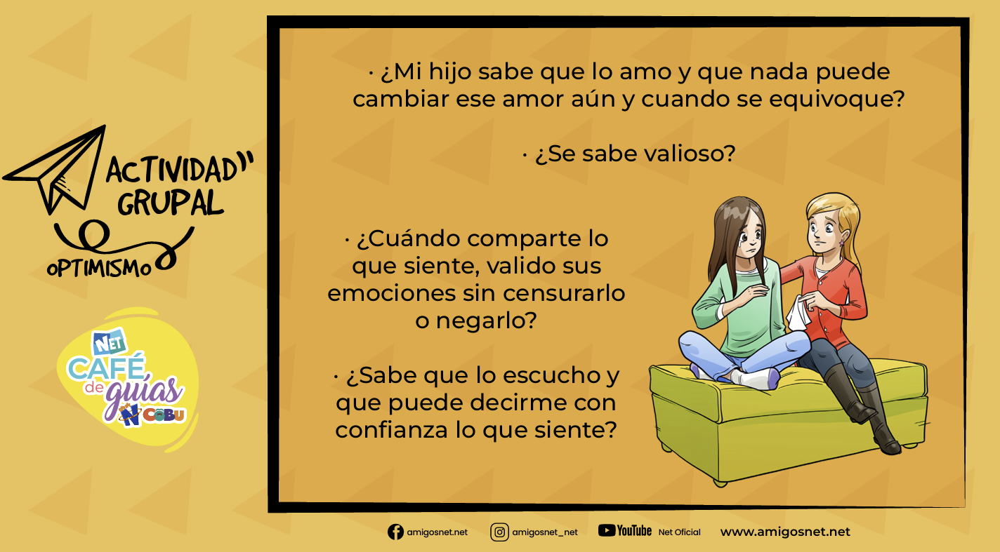 ACTIVIDAD
GRUPAL
OPTIMISMO
NET
CAFÉ
de
guías
N COBU
· ¿Mi hijo sabe que lo amo y que nada puede
cambiar ese amor aún y cuando se equivoque?
· ¿Se sabe valioso?
· ¿Cuándo comparte lo
que siente, valido sus
emociones sin censurarlo
o negarlo?
· ¿Sabe que lo escucho y
que puede decirme con
confianza lo que siente?
amigosnet.net amigosnet_net YouTube Net Oficial www.amigosnet.net